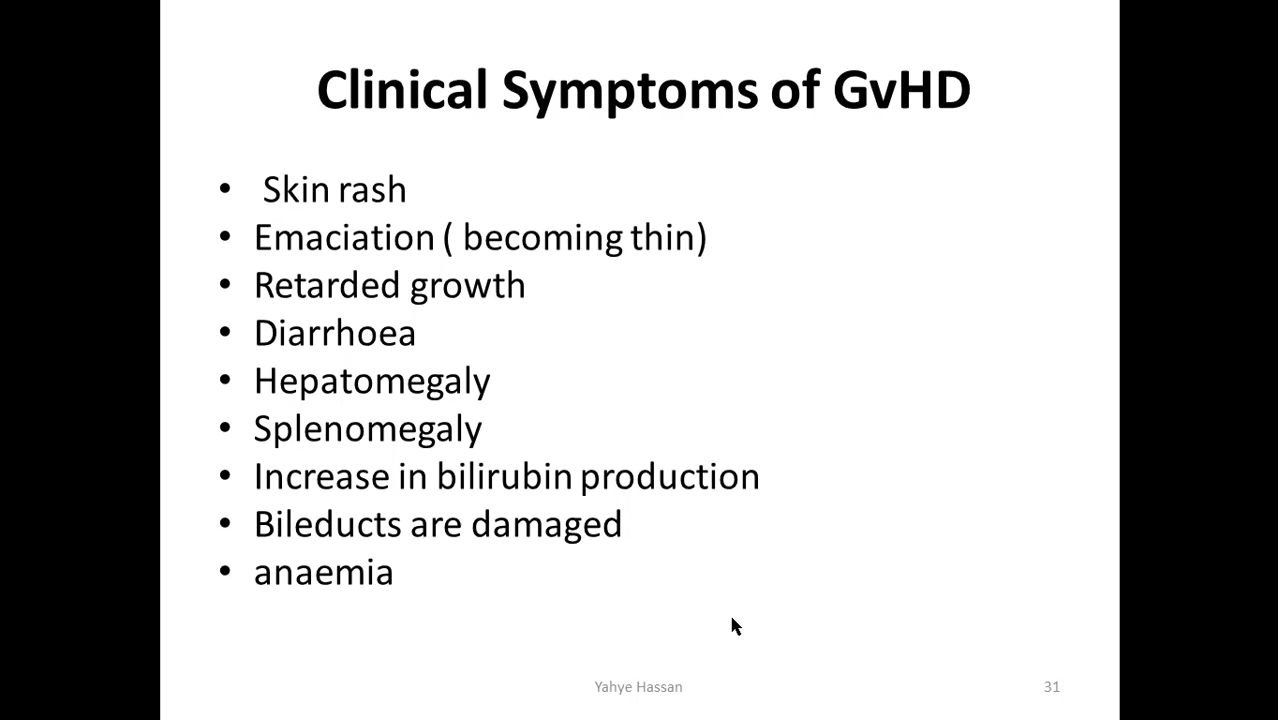 Clinical Symptoms of GvHD
• Skin rash
• Emaciation ( becoming thin)
• Retarded growth
• Diarrhoea
• Hepatomegaly
• Splenomegaly
• Increase in bilirubin production
• Bileducts are damaged
• anaemia
Yahye Hassan
31